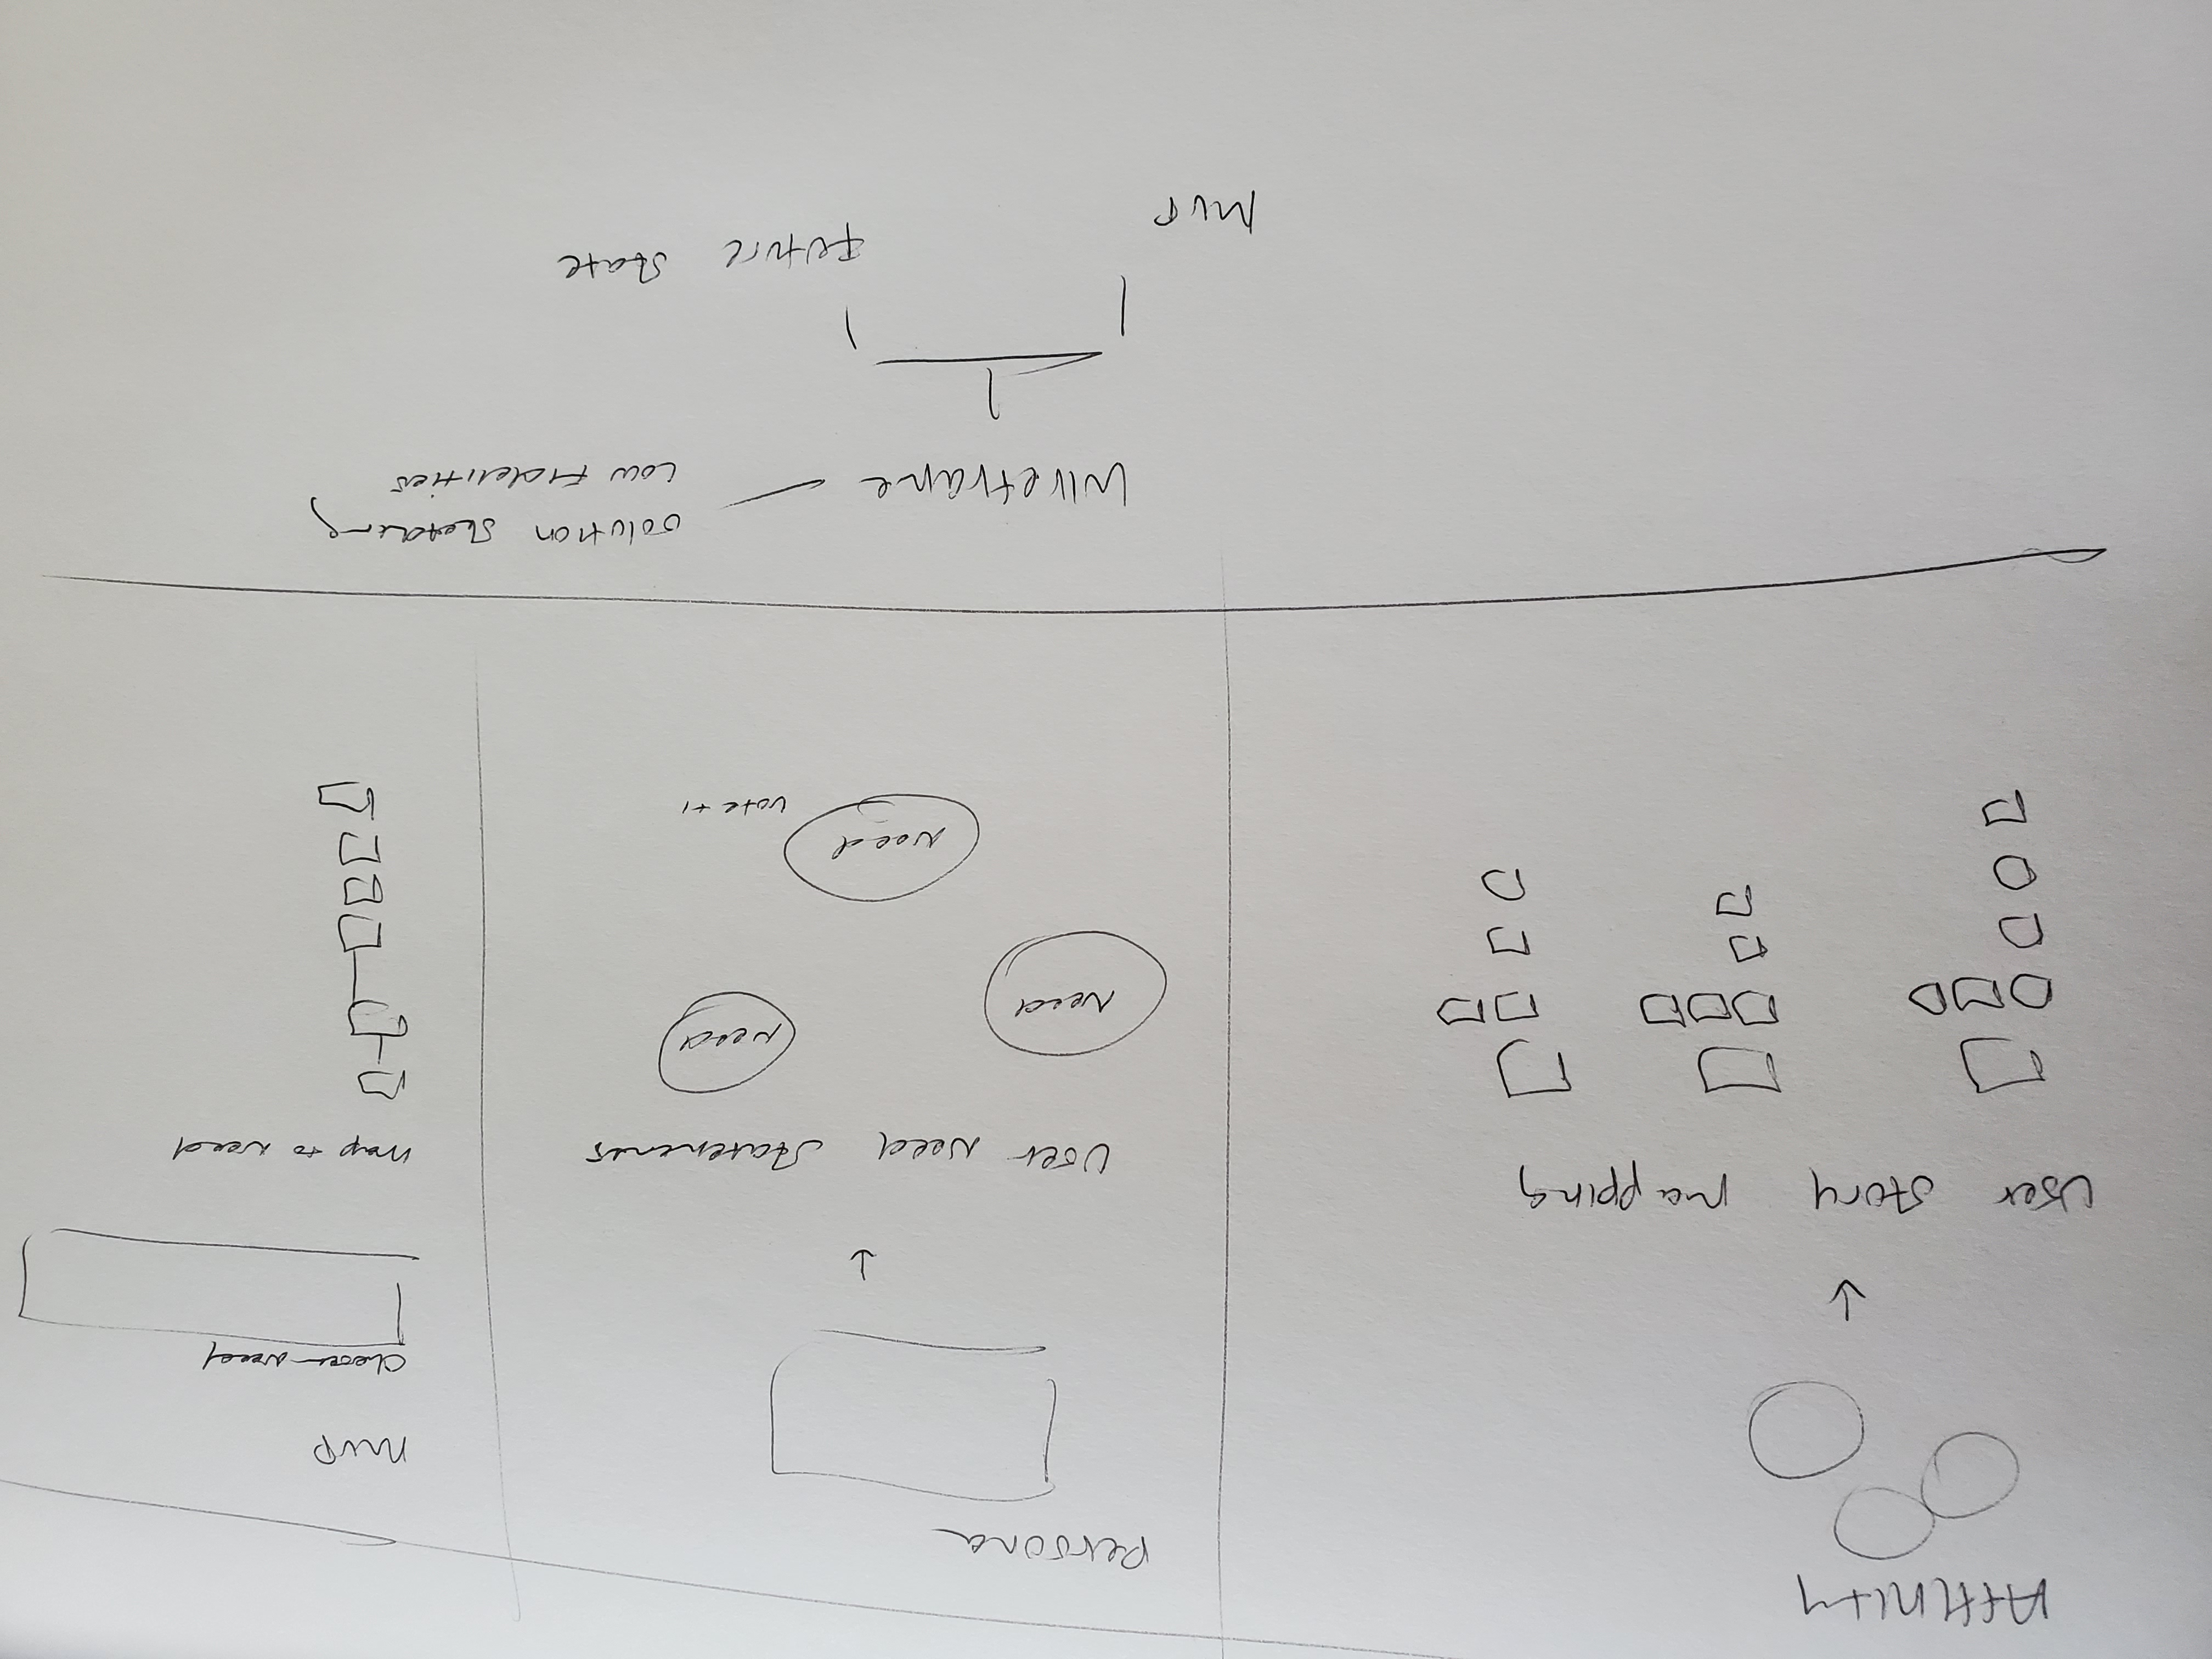 Affinity
User story mapping
Persona
User Need Statements
Need
Need
Need
vote +1
MVP
Chosen Need
map to need
Wireframe — solution sketching
Low Fidelities
MVP
future state